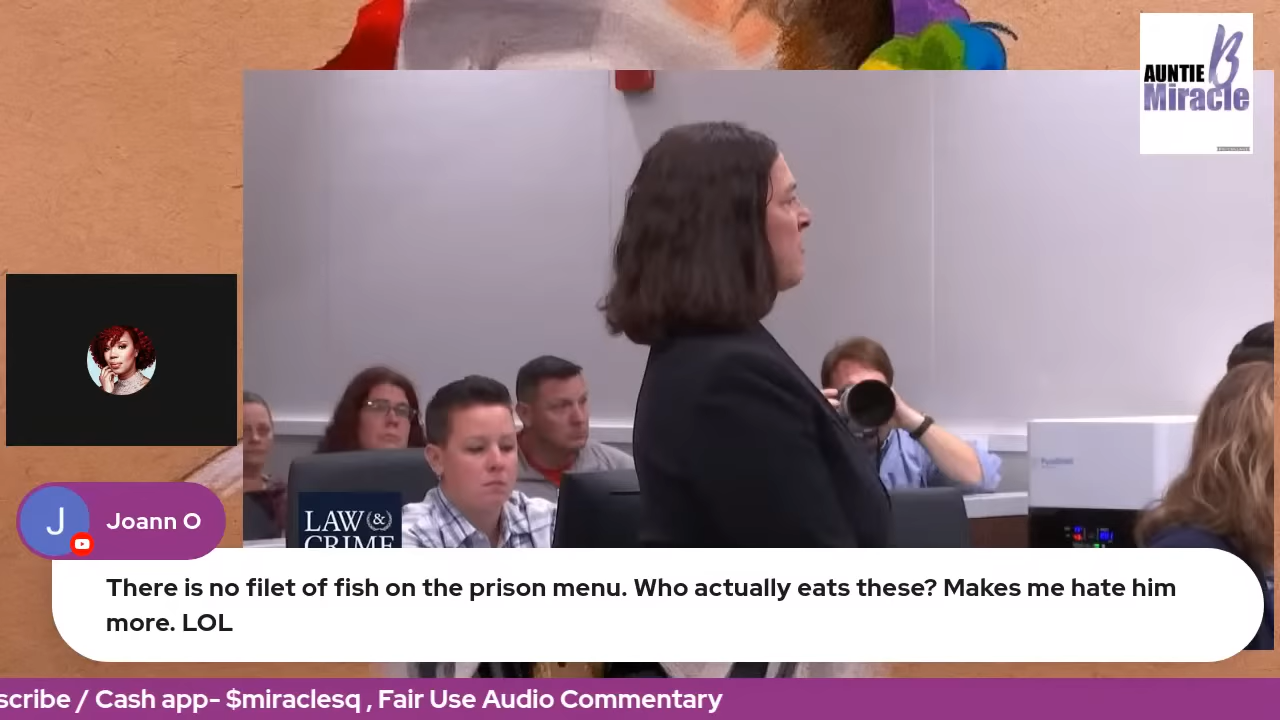 AUNTIE B
Miracle
LAW & CRIME
J
Joann O
There is no filet of fish on the prison menu. Who actually eats these? Makes me hate him
more. LOL
scribe / Cash app- $miraclesq , Fair Use Audio Commentary